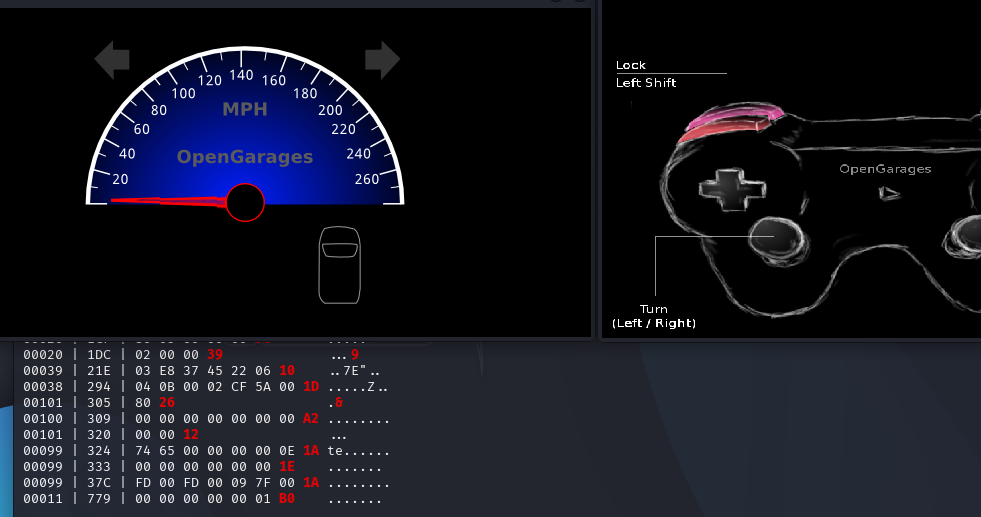 20
40
60
80
100
120
140
160
180
200
220
240
260
MPH
OpenGarages
Lock
Left Shift
OpenGarages
Turn
(Left / Right)
00020 | 1DC | 02 00 00 39 ...9
00039 | 21E | 03 E8 37 45 22 06 10 ..7E"..
00038 | 294 | 04 0B 00 02 CF 5A 00 1D .....Z..
00101 | 305 | 80 26 .&
00100 | 309 | 00 00 00 00 00 00 00 A2 ........
00101 | 320 | 00 00 12 ...
00099 | 324 | 74 65 00 00 00 00 0E 1A te......
00099 | 333 | 00 00 00 00 00 00 1E .......
00099 | 37C | FD 00 FD 00 09 7F 00 1A ........
00011 | 779 | 00 00 00 00 00 01 B0 .......